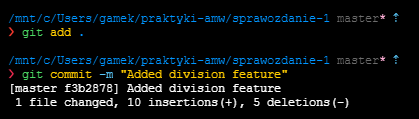 /mnt/c/Users/gamek/praktyki-amw/sprawozdanie-1 master* ↑
❯ git add .
/mnt/c/Users/gamek/praktyki-amw/sprawozdanie-1 master* ↑
❯ git commit -m "Added division feature"
[master f3b2878] Added division feature
1 file changed, 10 insertions(+), 5 deletions(-)